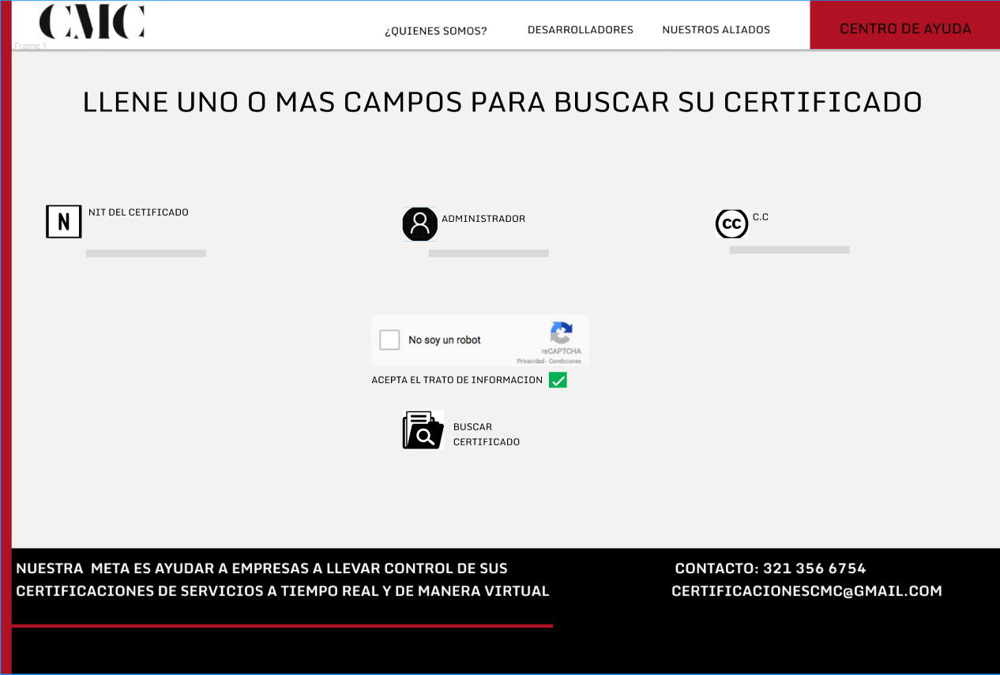 CMC
¿QUIENES SOMOS?
DESARROLLADORES
NUESTROS ALIADOS
CENTRO DE AYUDA
Frame 1
LLENE UNO O MAS CAMPOS PARA BUSCAR SU CERTIFICADO
N
NIT DEL CETIFICADO
ADMINISTRADOR
CC
C.C
No soy un robot
reCAPTCHA
Privacidad - Condiciones
ACEPTA EL TRATO DE INFORMACION
BUSCAR
CERTIFICADO
NUESTRA META ES AYUDAR A EMPRESAS A LLEVAR CONTROL DE SUS
CERTIFICACIONES DE SERVICIOS A TIEMPO REAL Y DE MANERA VIRTUAL
CONTACTO: 321 356 6754
CERTIFICACIONESCMC@GMAIL.COM